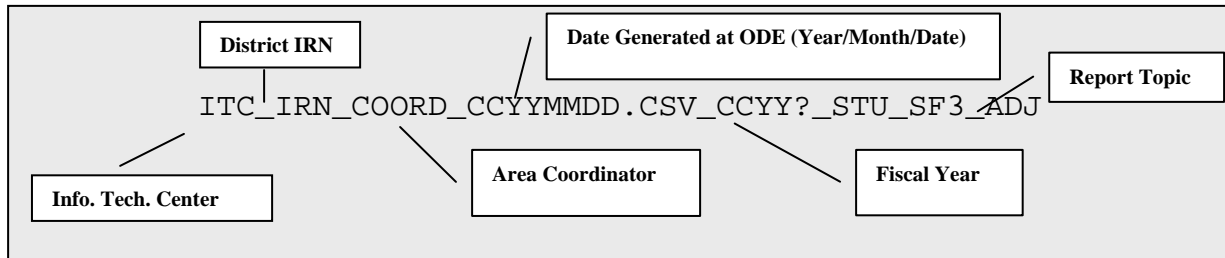 District IRN
Date Generated at ODE (Year/Month/Date)
Report Topic
ITC_IRN_COORD_CCYYMMDD.CSV_CCYY?_STU_SF3_ADJ
Info. Tech. Center
Area Coordinator
Fiscal Year